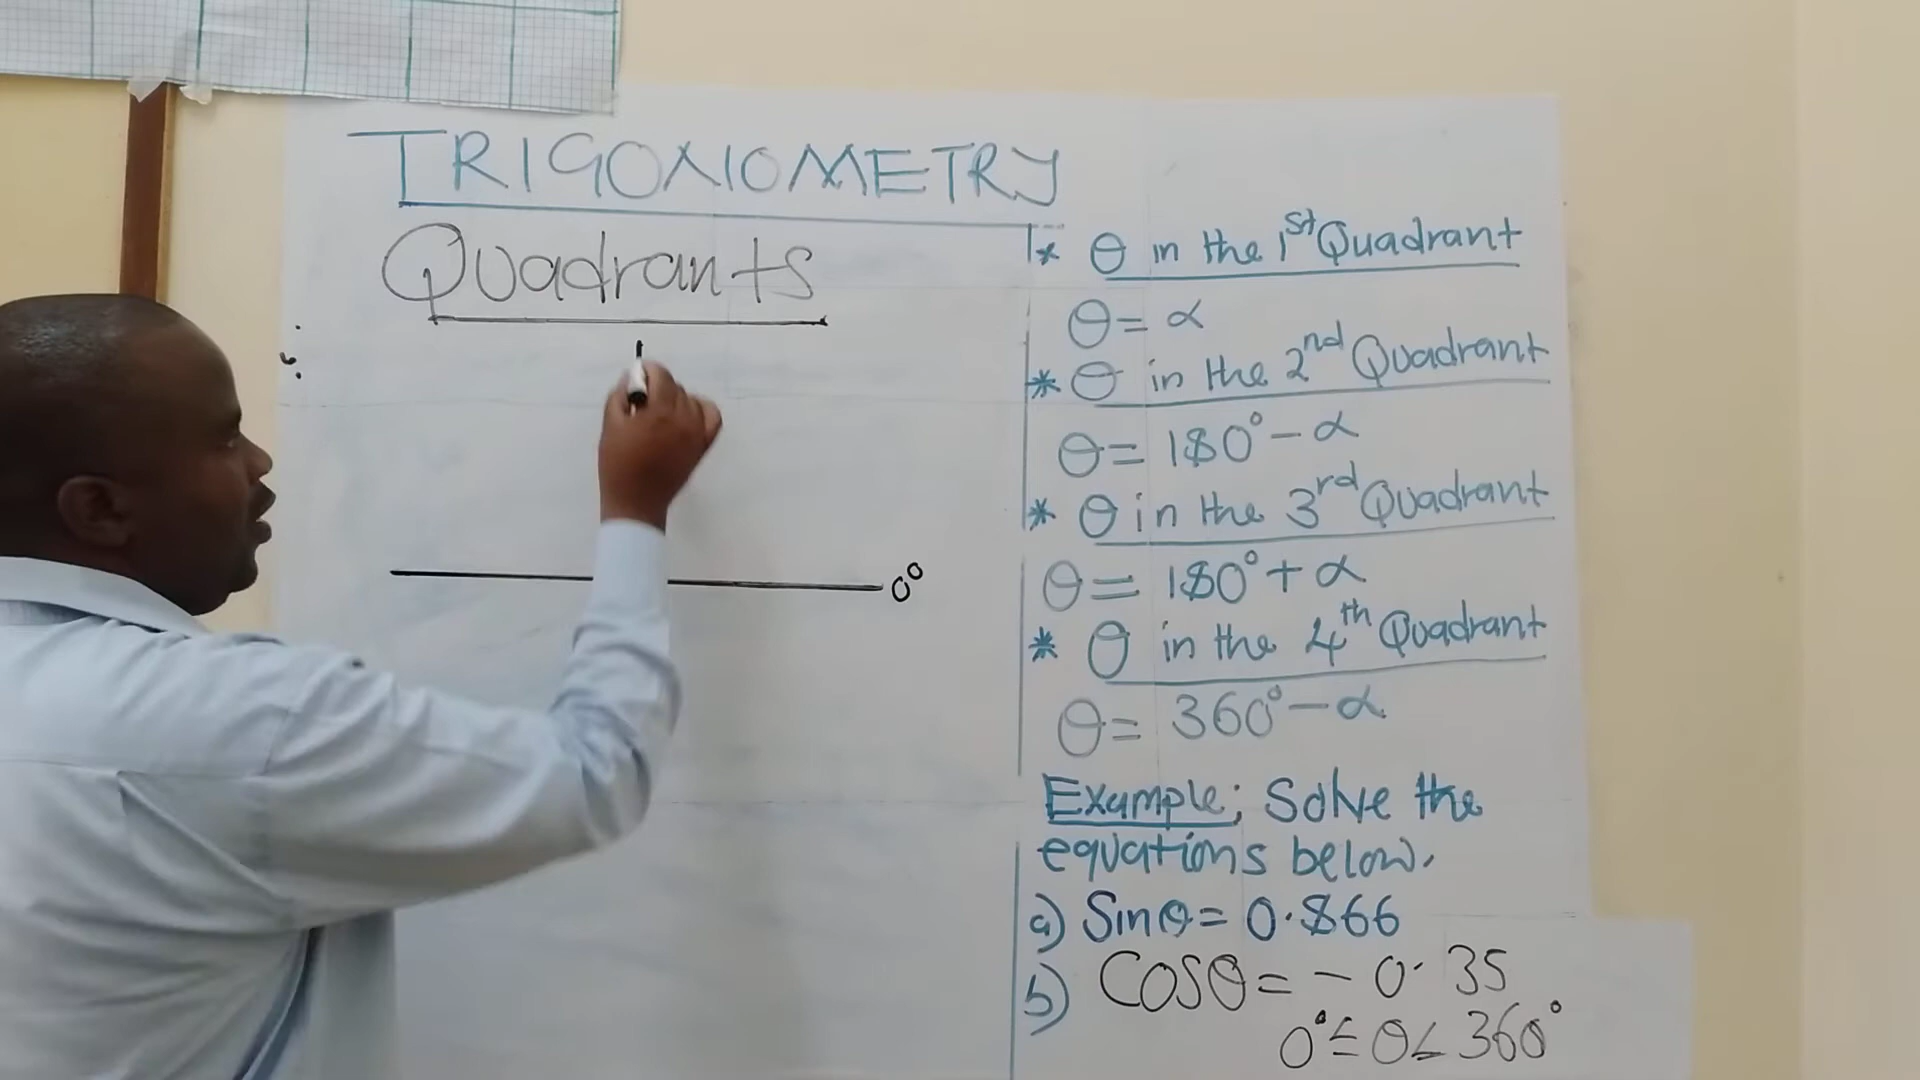 TRIGONOMETRY
Quadrants
0°
* θ in the 1st Quadrant
θ = α
* θ in the 2nd Quadrant
θ = 180° - α
* θ in the 3rd Quadrant
θ = 180° + α
* θ in the 4th Quadrant
θ = 360° - α
Example; Solve the
equations below.
a) Sinθ = 0.866
b) COSθ = - 0.35
0° ≤ θ ≤ 360°